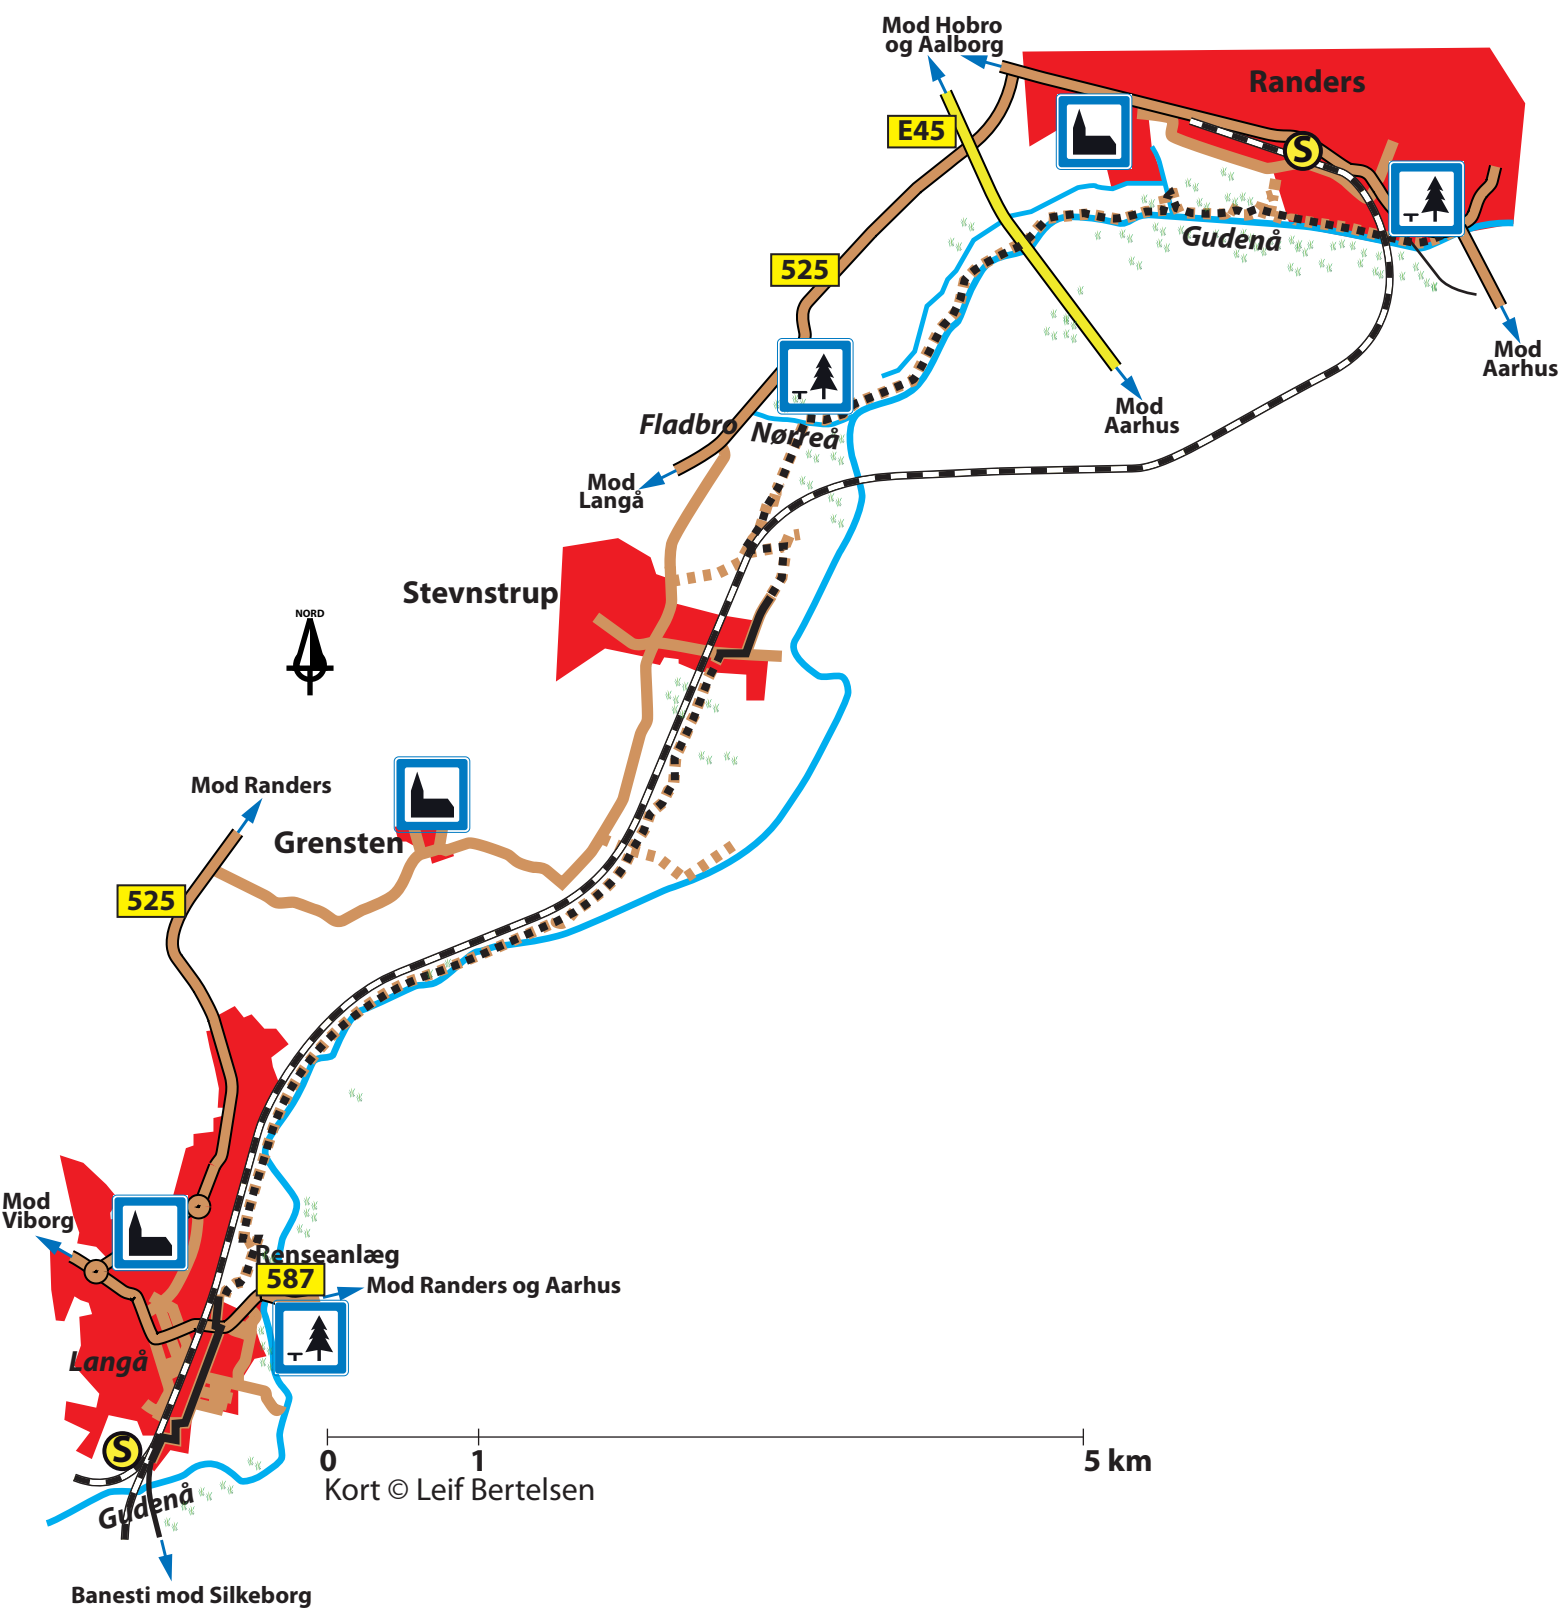 Mod Hobro
og Aalborg
Randers
E45
S
Gudenå
525
Mod
Aarhus
Mod
Aarhus
Fladbro
Nørreå
Mod
Langå
Stevnstrup
NORD
Mod Randers
Grensten
525
Mod
Viborg
Renseanlæg
587
Mod Randers og Aarhus
Langå
S
0 1 5 km
Kort © Leif Bertelsen
Gudenå
Banesti mod Silkeborg